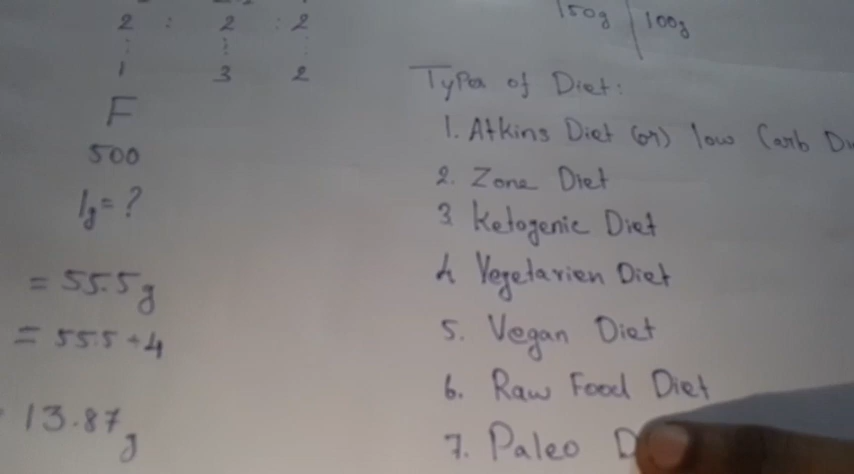 2 : 2 : 2
1 3 2
F
500
1g = ?
= 55.5g
= 55.5 ÷ 4
13.87g
150g | 100g
Types of Diet:
1. Atkins Diet (or) low Carb Di
2. Zone Diet
3. Ketogenic Diet
4. Vegetarien Diet
5. Vegan Diet
6. Raw Food Diet
7. Paleo D